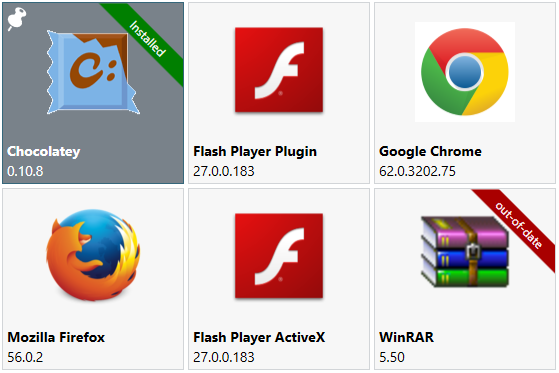 Installed
C:
Chocolatey
0.10.8
Flash Player Plugin
27.0.0.183
Google Chrome
62.0.3202.75
Mozilla Firefox
56.0.2
Flash Player ActiveX
27.0.0.183
out-of-date
WinRAR
5.50